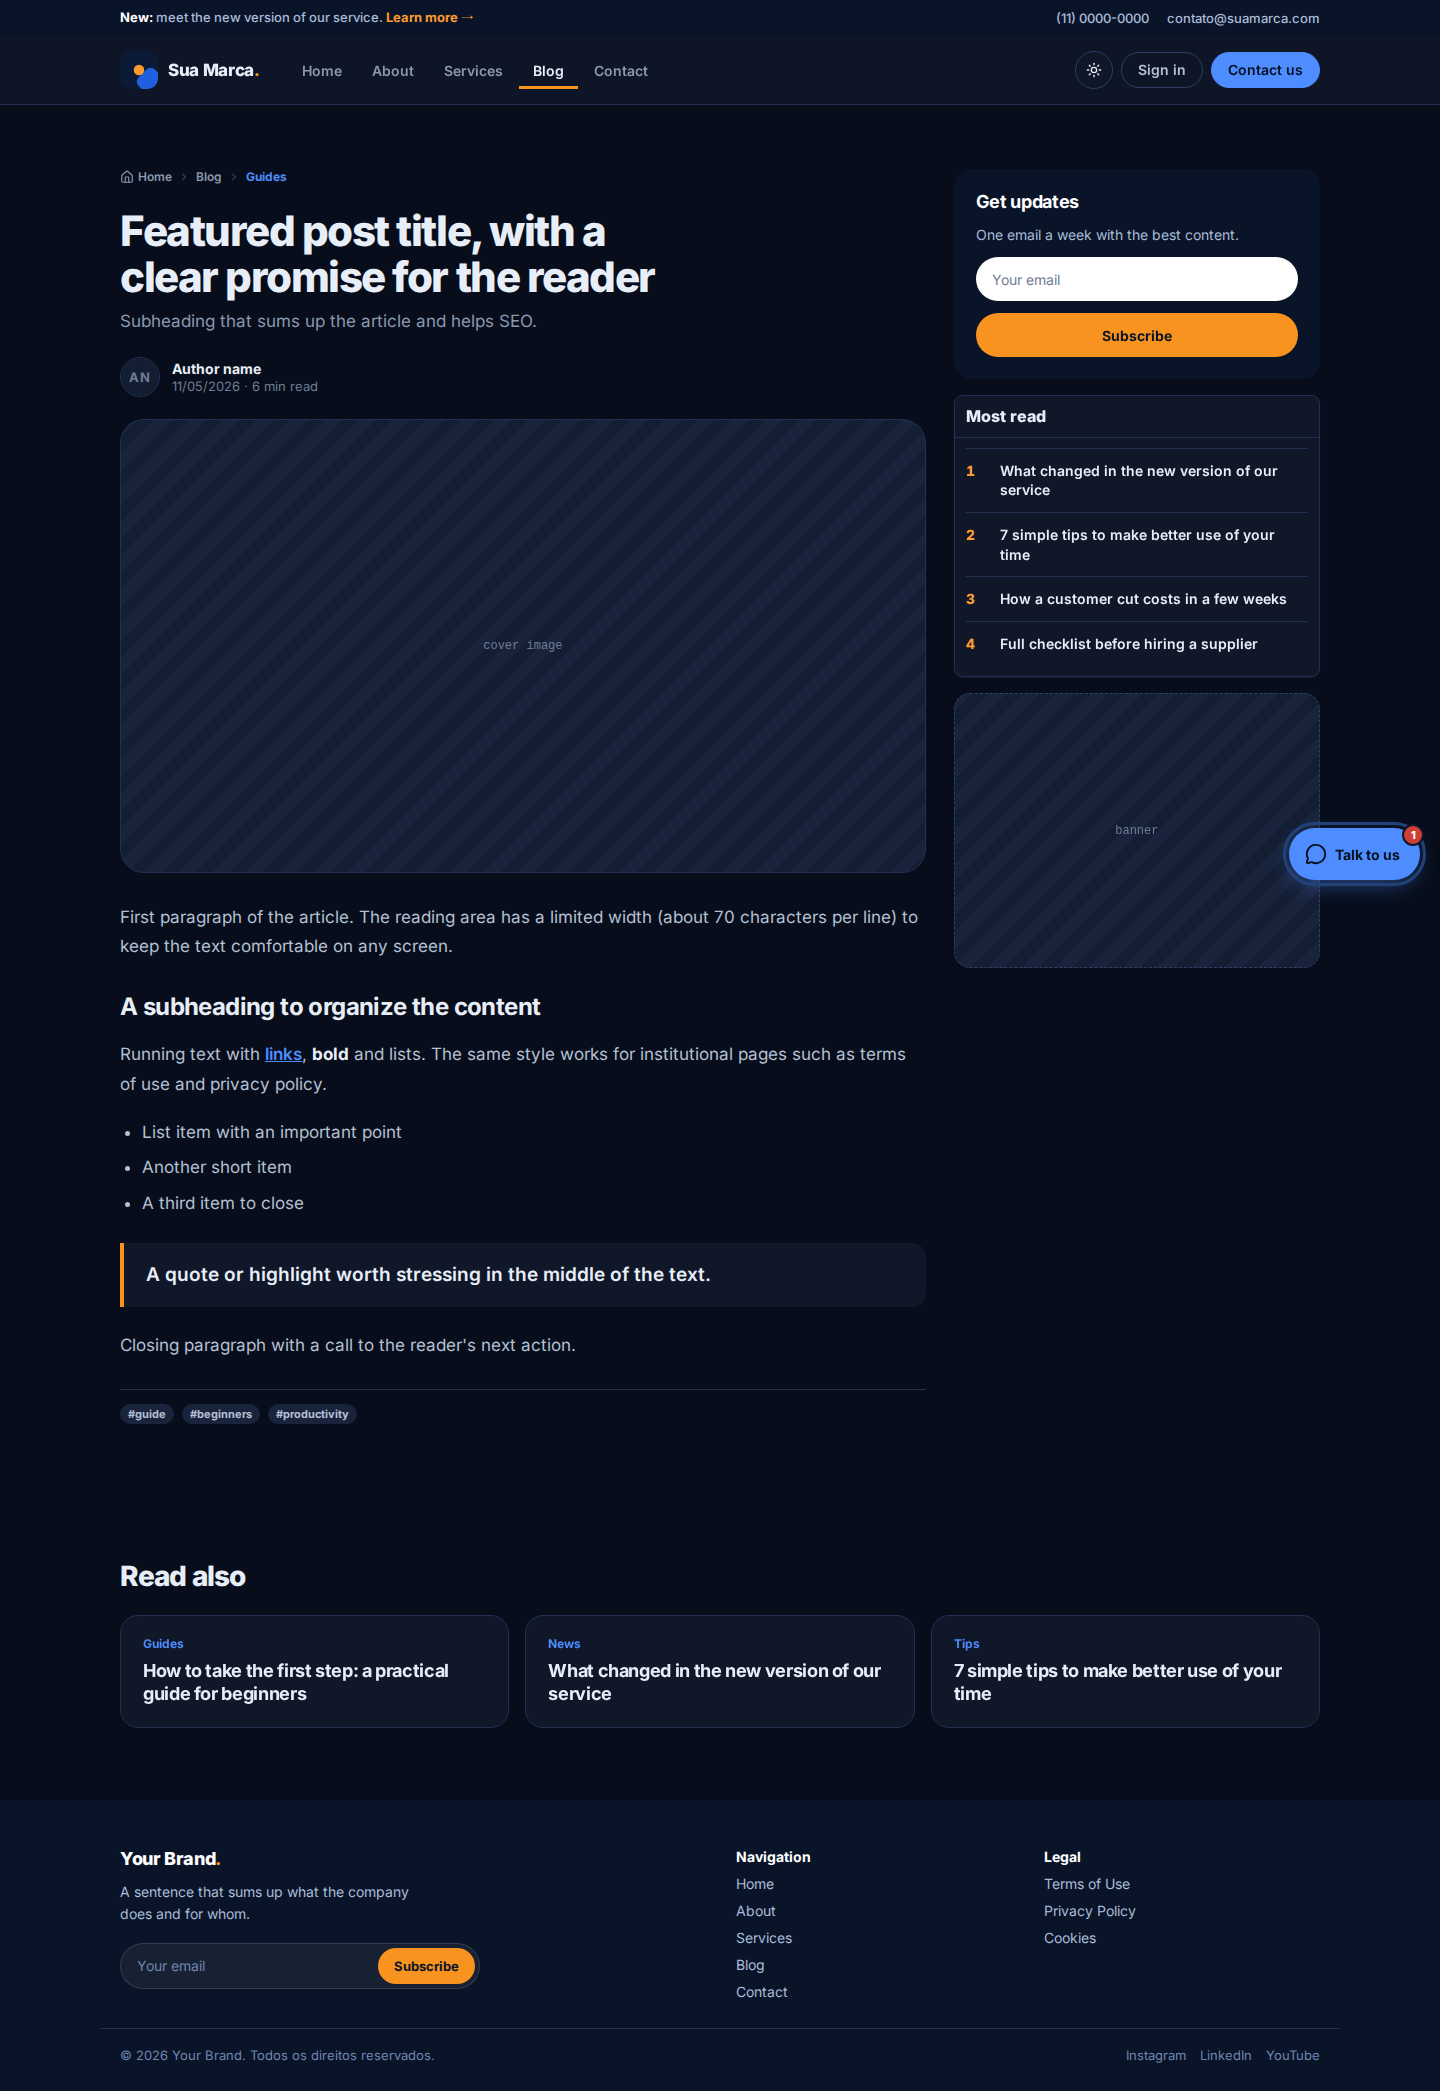 New: meet the new version of our service. Learn more →
(11) 0000-0000 contato@suamarca.com
Sua Marca. Home About Services Blog Contact
Sign in Contact us
Home > Blog > Guides
Featured post title, with a
clear promise for the reader
Subheading that sums up the article and helps SEO.
AN
Author name
11/05/2026 · 6 min read
cover image
First paragraph of the article. The reading area has a limited width (about 70 characters per line) to
keep the text comfortable on any screen.
A subheading to organize the content
Running text with links, bold and lists. The same style works for institutional pages such as terms
of use and privacy policy.
• List item with an important point
• Another short item
• A third item to close
A quote or highlight worth stressing in the middle of the text.
Closing paragraph with a call to the reader's next action.
#guide #beginners #productivity
Get updates
One email a week with the best content.
Your email
Subscribe
Most read
1 What changed in the new version of our
service
2 7 simple tips to make better use of your
time
3 How a customer cut costs in a few weeks
4 Full checklist before hiring a supplier
banner
1
Talk to us
Read also
Guides
How to take the first step: a practical
guide for beginners
News
What changed in the new version of our
service
Tips
7 simple tips to make better use of your
time
Your Brand.
A sentence that sums up what the company
does and for whom.
Your email Subscribe
Navigation
Home
About
Services
Blog
Contact
Legal
Terms of Use
Privacy Policy
Cookies
© 2026 Your Brand. Todos os direitos reservados.
Instagram LinkedIn YouTube